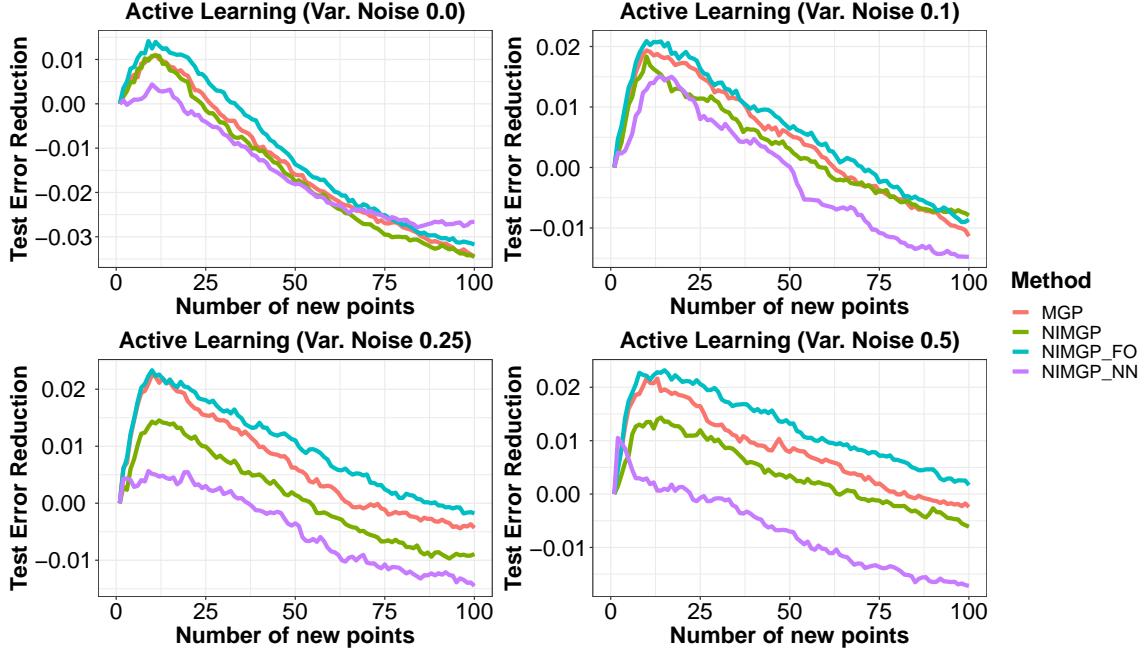 Active Learning (Var. Noise 0.0)
Test Error Reduction
0.01
0.00
−0.01
−0.02
−0.03
0 25 50 75 100
Number of new points
Active Learning (Var. Noise 0.1)
Test Error Reduction
0.02
0.01
0.00
−0.01
0 25 50 75 100
Number of new points
Active Learning (Var. Noise 0.25)
Test Error Reduction
0.02
0.01
0.00
−0.01
0 25 50 75 100
Number of new points
Active Learning (Var. Noise 0.5)
Test Error Reduction
0.02
0.01
0.00
−0.01
0 25 50 75 100
Number of new points
Method
MGP
NIMGP
NIMGP_FO
NIMGP_NN